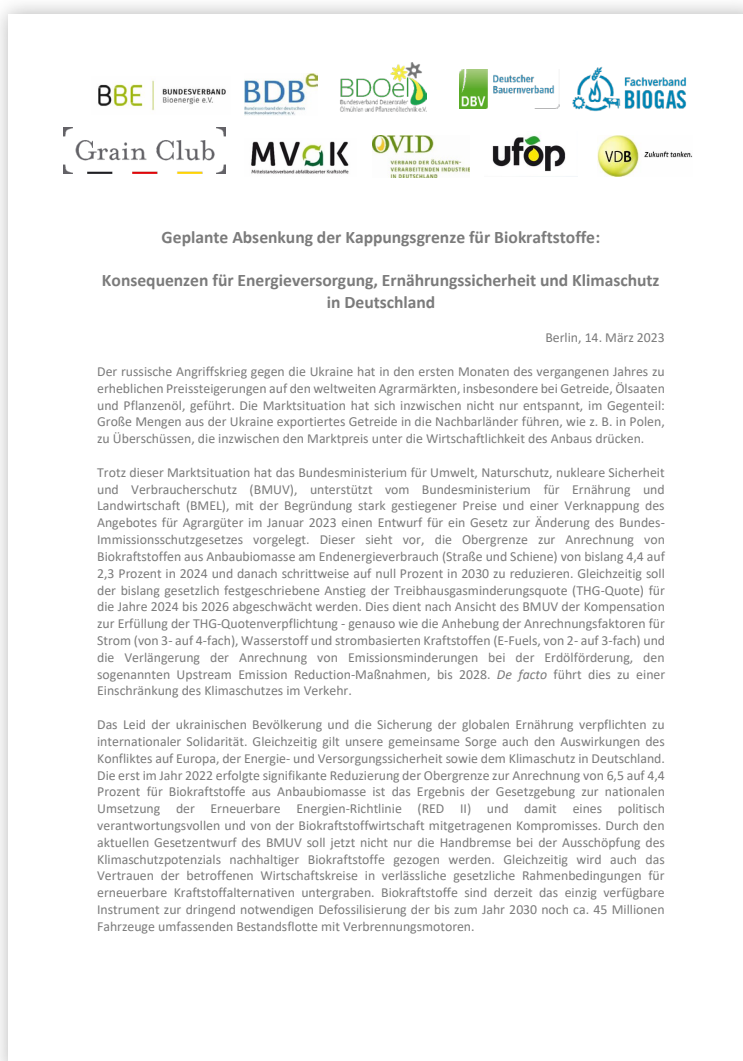 BBE BUNDESVERBAND Bioenergie e.V.
BDBe
BDOel
Bundesverband Dezentraler Ölmühlen und Pflanzenöltechnik e.V.
DBV Deutscher Bauernverband
Fachverband BIOGAS
Grain Club
MVaK
Mittelstandsverband abfallbasierter Kraftstoffe
OVID
VERBAND DER ÖLSAATEN-
VERARBEITENDEN INDUSTRIE
IN DEUTSCHLAND
ufop
VDB Zukunft tanken.
Geplante Absenkung der Kappungsgrenze für Biokraftstoffe:
Konsequenzen für Energieversorgung, Ernährungssicherheit und Klimaschutz
in Deutschland
Berlin, 14. März 2023
Der russische Angriffskrieg gegen die Ukraine hat in den ersten Monaten des vergangenen Jahres zu
erheblichen Preissteigerungen auf den weltweiten Agrarmärkten, insbesondere bei Getreide, Ölsaaten
und Pflanzenöl, geführt. Die Marktsituation hat sich inzwischen nicht nur entspannt, im Gegenteil:
Große Mengen aus der Ukraine exportiertes Getreide in die Nachbarländer führen, wie z. B. in Polen,
zu Überschüssen, die inzwischen den Marktpreis unter die Wirtschaftlichkeit des Anbaus drücken.
Trotz dieser Marktsituation hat das Bundesministerium für Umwelt, Naturschutz, nukleare Sicherheit
und Verbraucherschutz (BMUV), unterstützt vom Bundesministerium für Ernährung und
Landwirtschaft (BMEL), mit der Begründung stark gestiegener Preise und einer Verknappung des
Angebotes für Agrargüter im Januar 2023 einen Entwurf für ein Gesetz zur Änderung des Bundes-
Immissionsschutzgesetzes vorgelegt. Dieser sieht vor, die Obergrenze zur Anrechnung von
Biokraftstoffen aus Anbaubiomasse am Endenergieverbrauch (Straße und Schiene) von bislang 4,4 auf
2,3 Prozent in 2024 und danach schrittweise auf null Prozent in 2030 zu reduzieren. Gleichzeitig soll
der bislang gesetzlich festgeschriebene Anstieg der Treibhausgasminderungsquote (THG-Quote) für
die Jahre 2024 bis 2026 abgeschwächt werden. Dies dient nach Ansicht des BMUV der Kompensation
zur Erfüllung der THG-Quotenverpflichtung - genauso wie die Anhebung der Anrechnungsfaktoren für
Strom (von 3- auf 4-fach), Wasserstoff und strombasierten Kraftstoffen (E-Fuels, von 2- auf 3-fach) und
die Verlängerung der Anrechnung von Emissionsminderungen bei der Erdölförderung, den
sogenannten Upstream Emission Reduction-Maßnahmen, bis 2028. De facto führt dies zu einer
Einschränkung des Klimaschutzes im Verkehr.
Das Leid der ukrainischen Bevölkerung und die Sicherung der globalen Ernährung verpflichten zu
internationaler Solidarität. Gleichzeitig gilt unsere gemeinsame Sorge auch den Auswirkungen des
Konfliktes auf Europa, der Energie- und Versorgungssicherheit sowie dem Klimaschutz in Deutschland.
Die erst im Jahr 2022 erfolgte signifikante Reduzierung der Obergrenze zur Anrechnung von 6,5 auf 4,4
Prozent für Biokraftstoffe aus Anbaubiomasse ist das Ergebnis der Gesetzgebung zur nationalen
Umsetzung der Erneuerbare Energien-Richtlinie (RED II) und damit eines politisch
verantwortungsvollen und von der Biokraftstoffwirtschaft mitgetragenen Kompromisses. Durch den
aktuellen Gesetzentwurf des BMUV soll jetzt nicht nur die Handbremse bei der Ausschöpfung des
Klimaschutzpotenzials nachhaltiger Biokraftstoffe gezogen werden. Gleichzeitig wird auch das
Vertrauen der betroffenen Wirtschaftskreise in verlässliche gesetzliche Rahmenbedingungen für
erneuerbare Kraftstoffalternativen untergraben. Biokraftstoffe sind derzeit das einzig verfügbare
Instrument zur dringend notwendigen Defossilisierung der bis zum Jahr 2030 noch ca. 45 Millionen
Fahrzeuge umfassenden Bestandsflotte mit Verbrennungsmotoren.